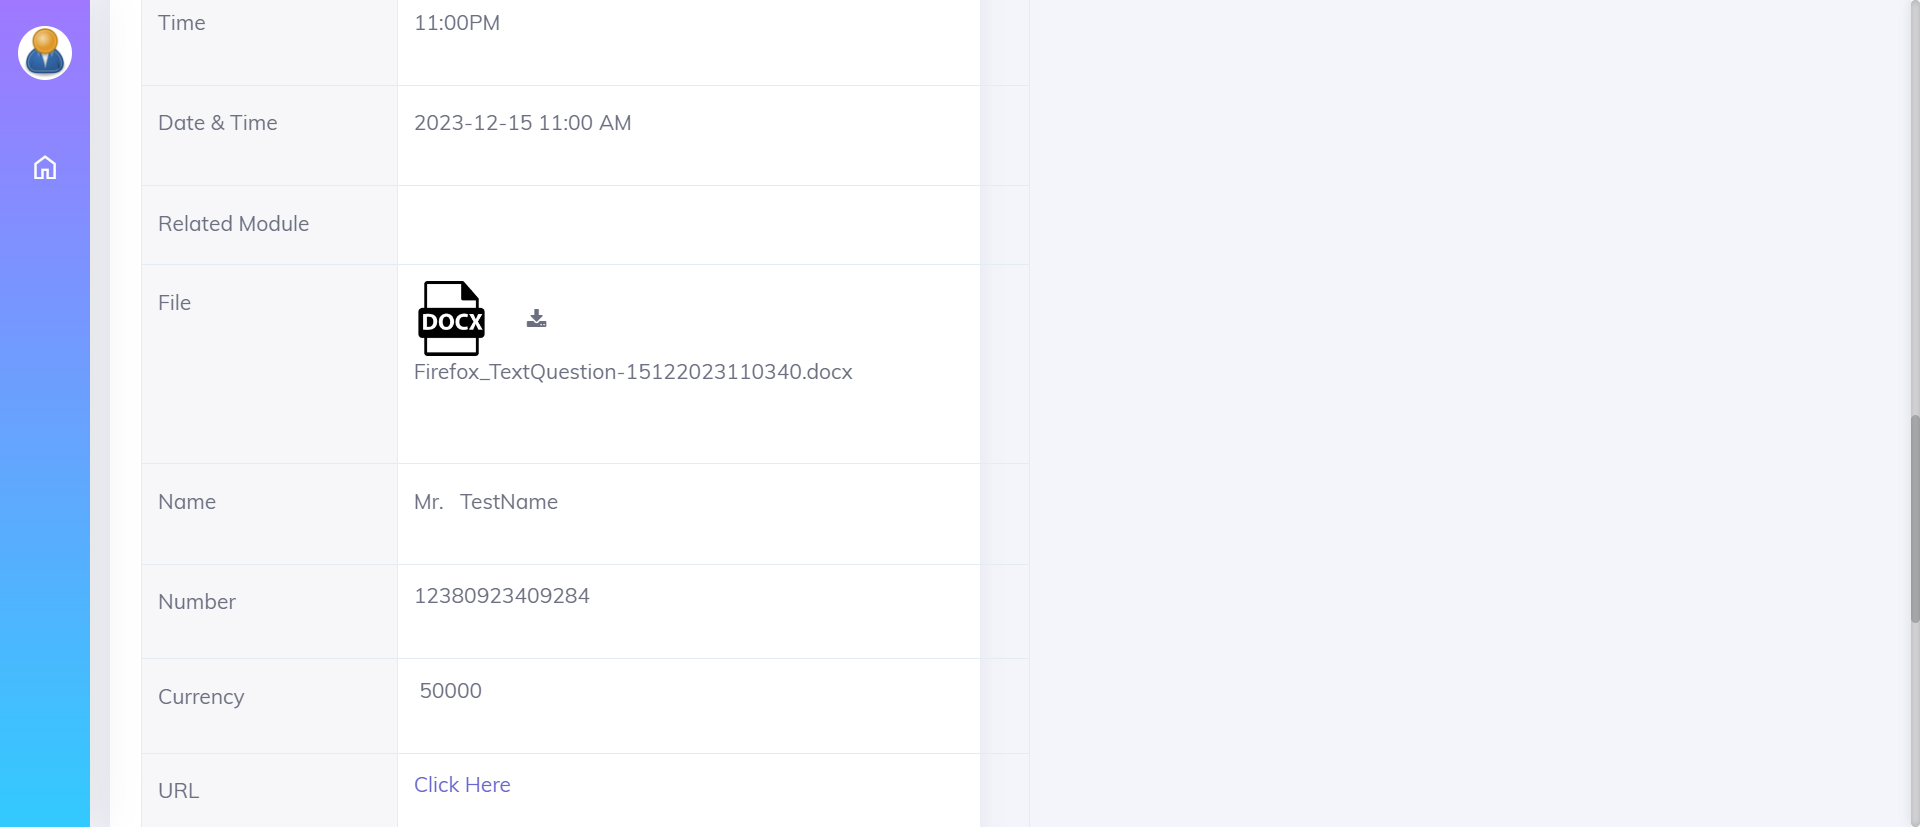 Time 11:00PM
Date & Time 2023-12-15 11:00 AM
Related Module
File DOCX
Firefox_TextQuestion-15122023110340.docx
Name Mr. TestName
Number 12380923409284
Currency 50000
URL Click Here